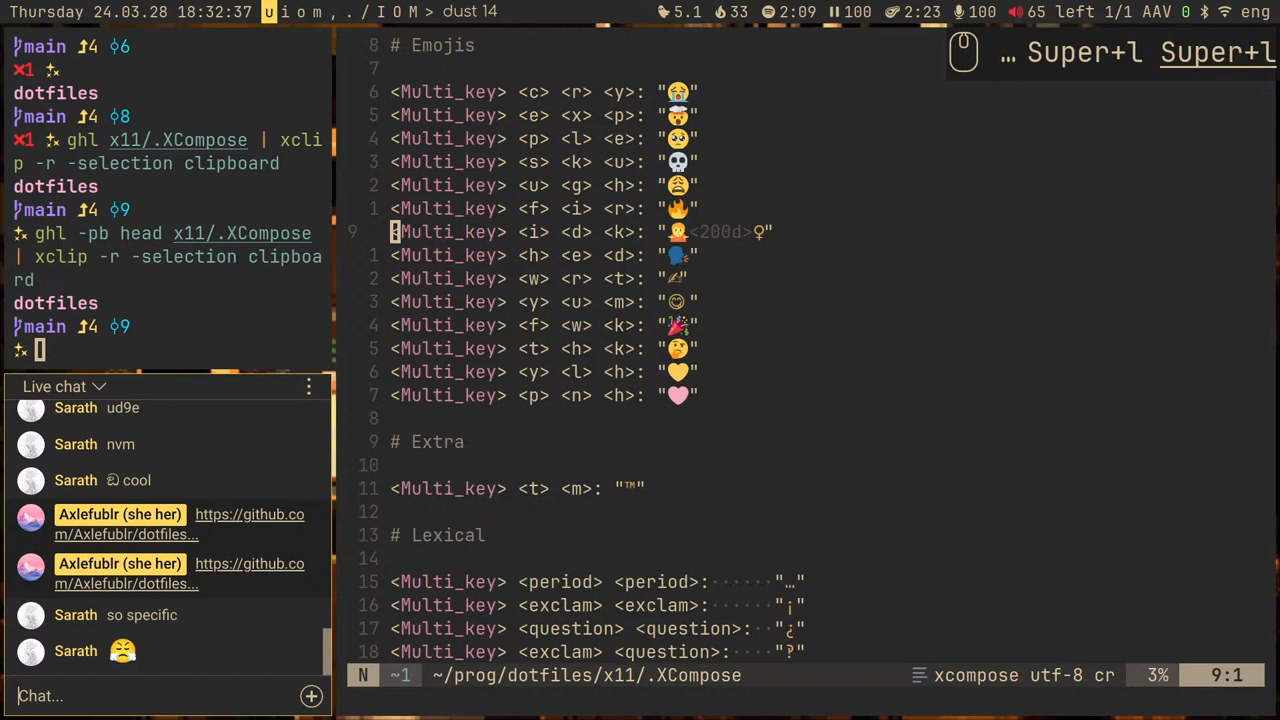 Thursday 24.03.28 18:32:37 u i o m , . / I O M > dust 14 5.1 33 2:09 100 2:23 100 65 left 1/1 AAV 0 eng
main 4 6
1
dotfiles
main 4 8
1 ghl x11/.XCompose | xcli
p -r -selection clipboard
dotfiles
main 4 9
ghl -pb head x11/.XCompose
| xclip -r -selection clipboa
rd
dotfiles
main 4 9
Live chat
Sarath ud9e
Sarath nvm
Sarath ඞ cool
Axlefublr (she her) https://github.co
m/Axlefublr/dotfiles...
Axlefublr (she her) https://github.co
m/Axlefublr/dotfiles...
Sarath so specific
Sarath 😤
Chat...
… Super+l Super+l
8 # Emojis
7
6 <Multi_key> <c> <r> <y>: "😭"
5 <Multi_key> <e> <x> <p>: "🤯"
4 <Multi_key> <p> <l> <e>: "🥺"
3 <Multi_key> <s> <k> <u>: "💀"
2 <Multi_key> <u> <g> <h>: "😩"
1 <Multi_key> <f> <i> <r>: "🔥"
9 <Multi_key> <i> <d> <k>: "🤷<200d>♀"
1 <Multi_key> <h> <e> <d>: "🗣"
2 <Multi_key> <w> <r> <t>: "✍"
3 <Multi_key> <y> <u> <m>: "😋"
4 <Multi_key> <f> <w> <k>: "🎉"
5 <Multi_key> <t> <h> <k>: "🤔"
6 <Multi_key> <y> <l> <h>: "💛"
7 <Multi_key> <p> <n> <h>: "🩷"
8
9 # Extra
10
11 <Multi_key> <t> <m>: "™"
12
13 # Lexical
14
15 <Multi_key> <period> <period>:······"…"
16 <Multi_key> <exclam> <exclam>:······"¡"
17 <Multi_key> <question> <question>:··"¿"
18 <Multi_key> <exclam> <question>:····"‽"
N ~1 ~/prog/dotfiles/x11/.XCompose xcompose utf-8 cr 3% 9:1